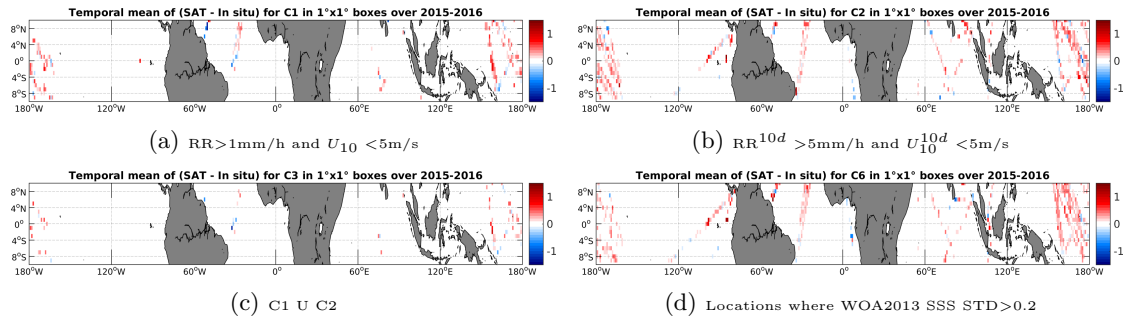 Temporal mean of (SAT - In situ) for C1 in 1°x1° boxes over 2015-2016
8°N
4°N
0°
4°S
8°S
180°W 120°W 60°W 0° 60°E 120°E 180°W
1
0
-1
(a) RR>1mm/h and U10 <5m/s
Temporal mean of (SAT - In situ) for C2 in 1°x1° boxes over 2015-2016
8°N
4°N
0°
4°S
8°S
180°W 120°W 60°W 0° 60°E 120°E 180°W
1
0
-1
(b) RR^10d >5mm/h and U10^10d <5m/s
Temporal mean of (SAT - In situ) for C3 in 1°x1° boxes over 2015-2016
8°N
4°N
0°
4°S
8°S
180°W 120°W 60°W 0° 60°E 120°E 180°W
1
0
-1
(c) C1 U C2
Temporal mean of (SAT - In situ) for C6 in 1°x1° boxes over 2015-2016
8°N
4°N
0°
4°S
8°S
180°W 120°W 60°W 0° 60°E 120°E 180°W
1
0
-1
(d) Locations where WOA2013 SSS STD>0.2